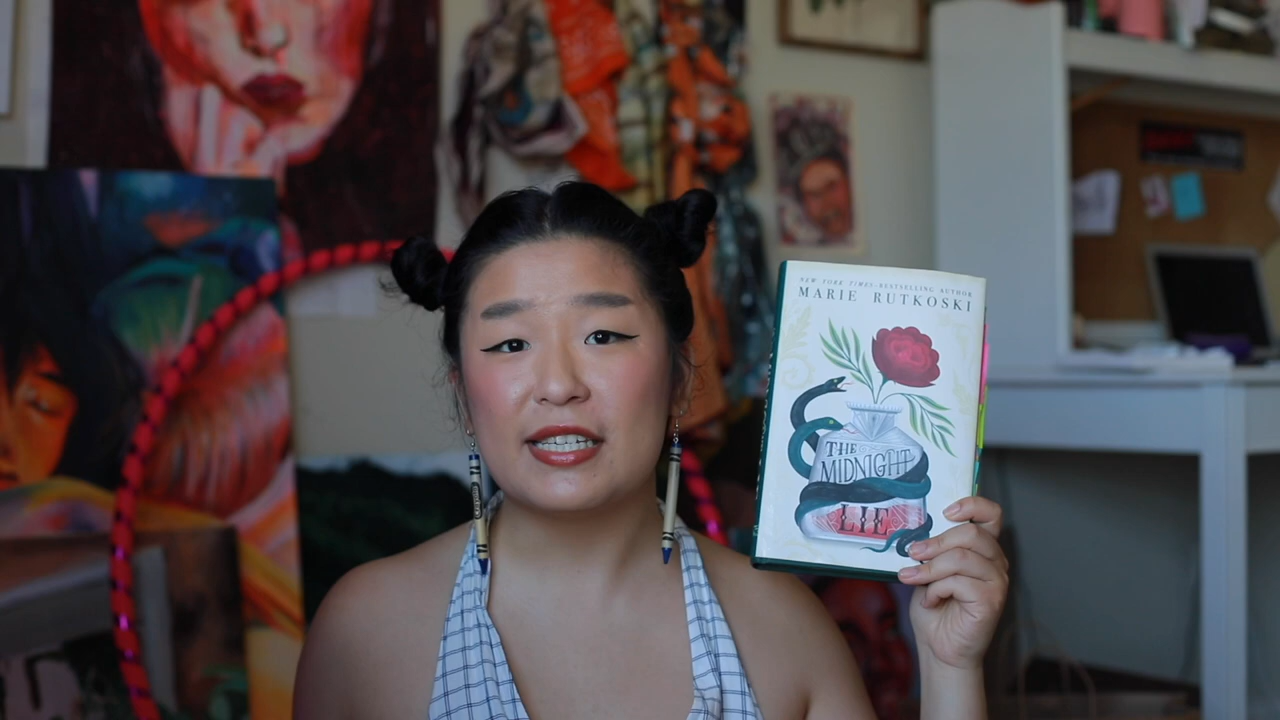 NEW YORK TIMES-BESTSELLING AUTHOR
MARIE RUTKOSKI
THE
MIDNIGHT
LIE